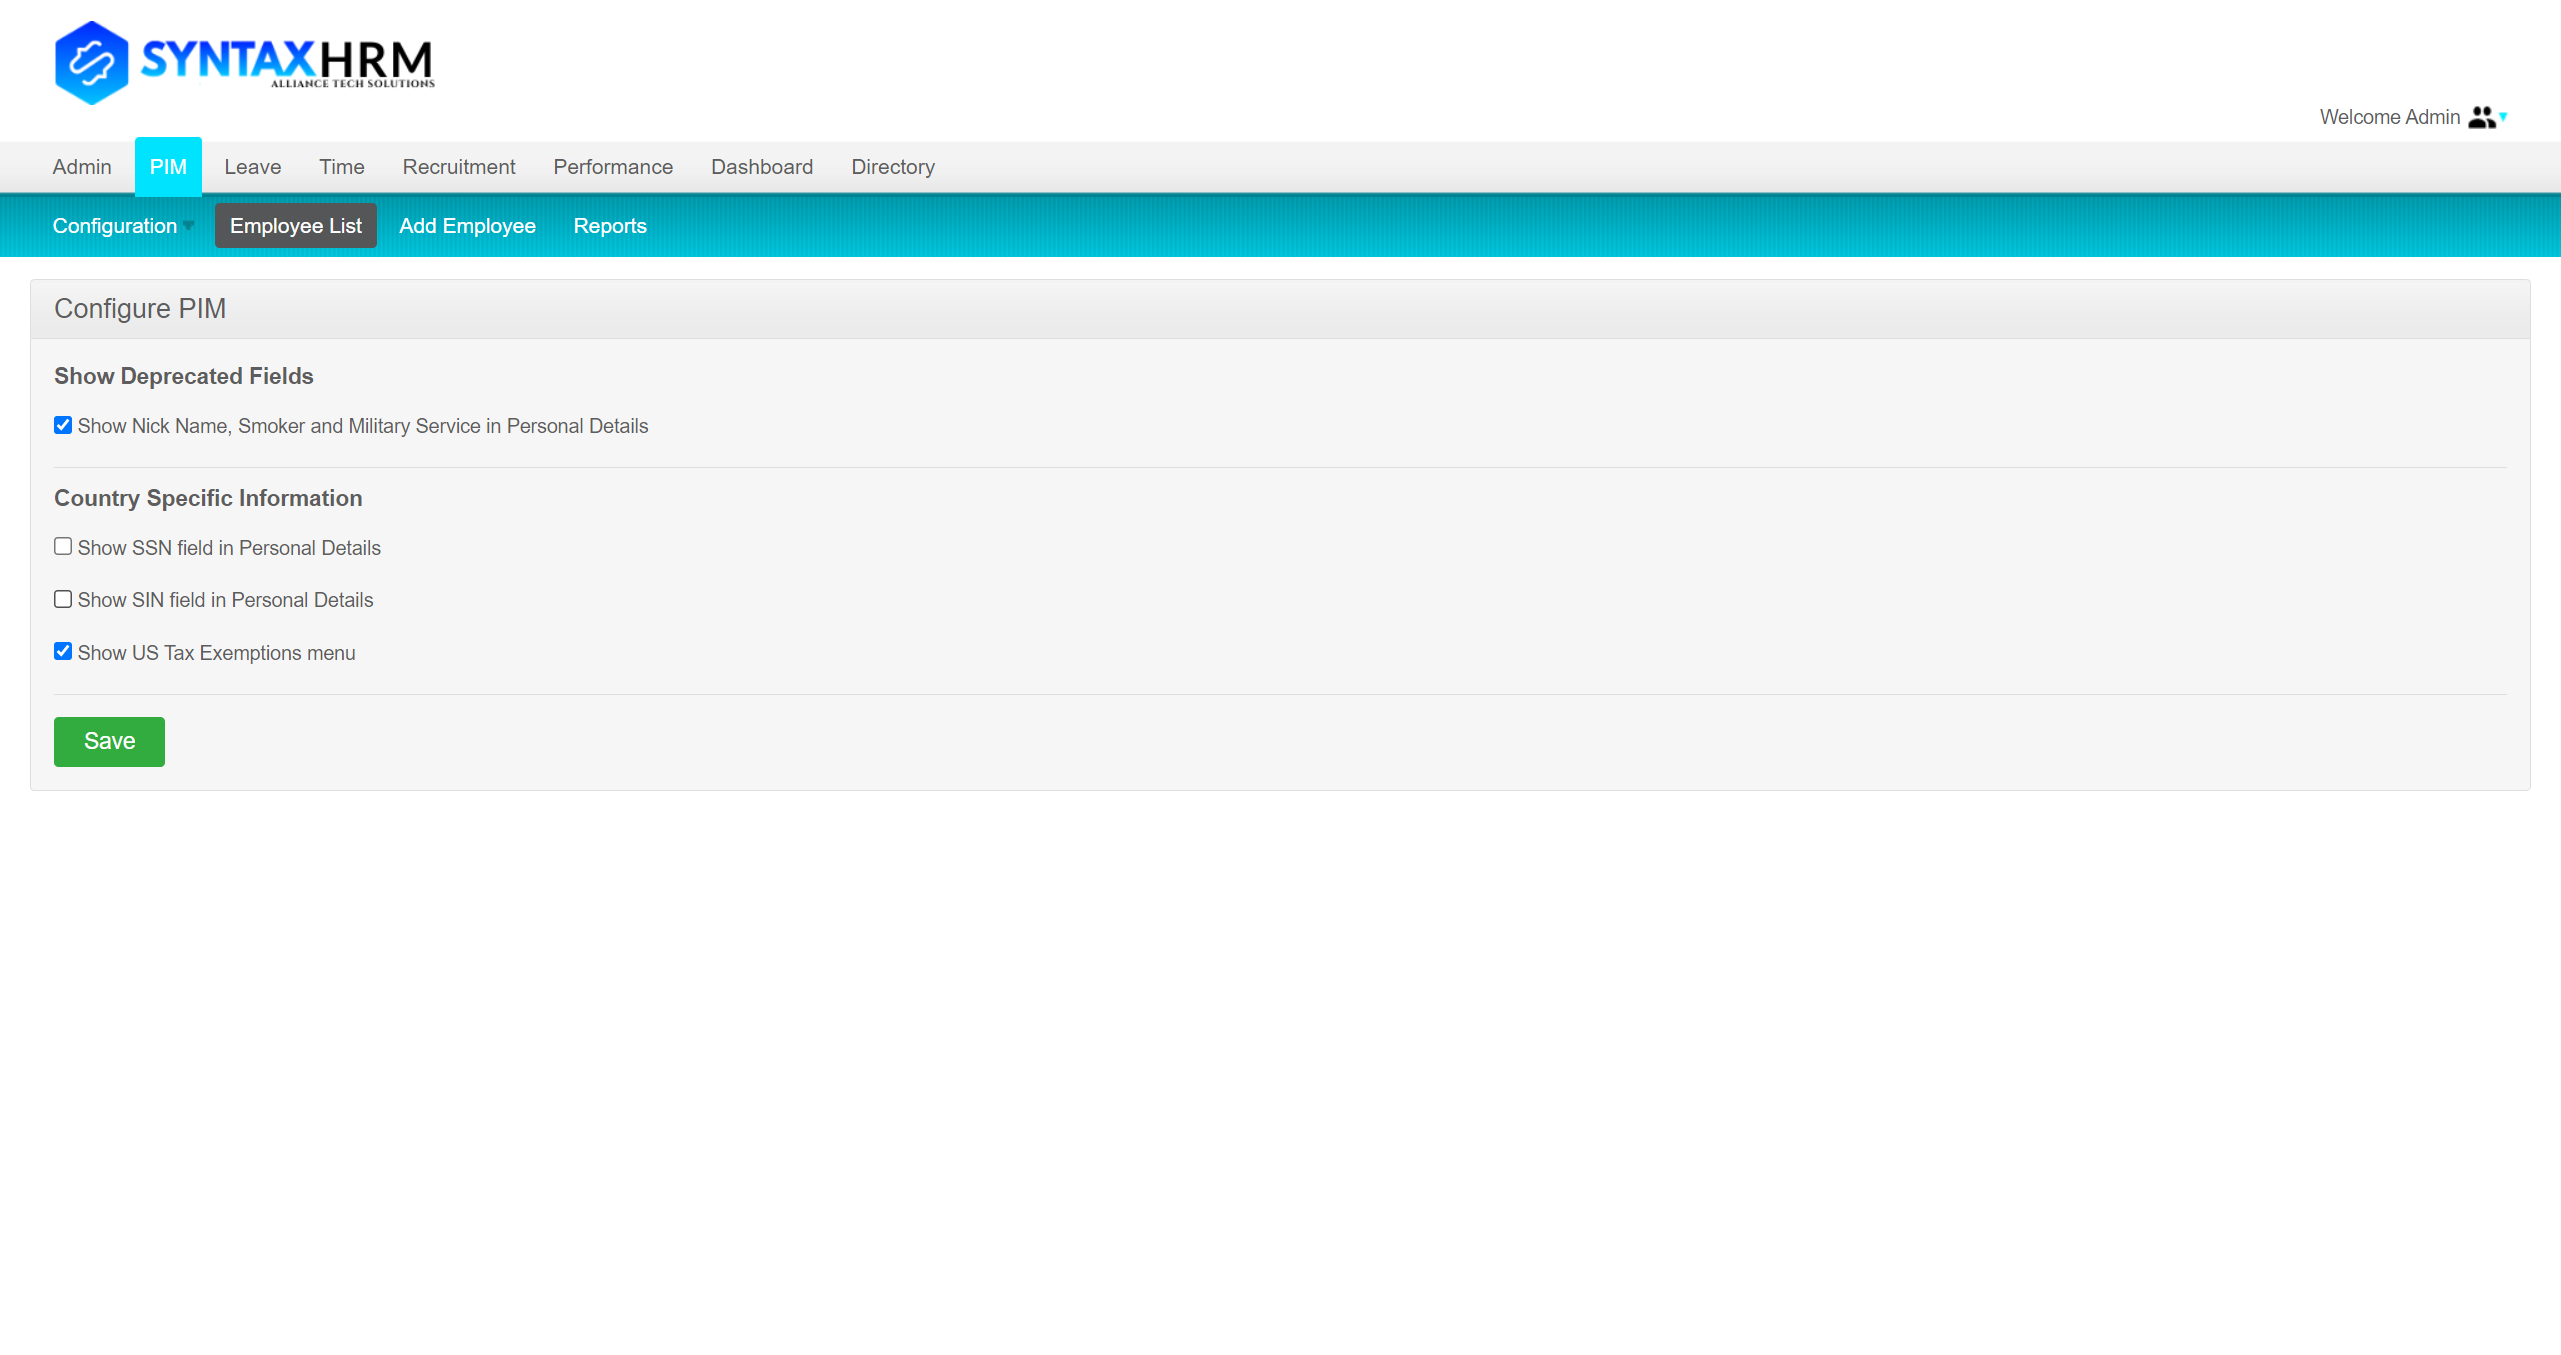 SYNTAXHRM
ALLIANCE TECH SOLUTIONS
Welcome Admin
Admin PIM Leave Time Recruitment Performance Dashboard Directory
Configuration Employee List Add Employee Reports
Configure PIM
Show Deprecated Fields
Show Nick Name, Smoker and Military Service in Personal Details
Country Specific Information
Show SSN field in Personal Details
Show SIN field in Personal Details
Show US Tax Exemptions menu
Save